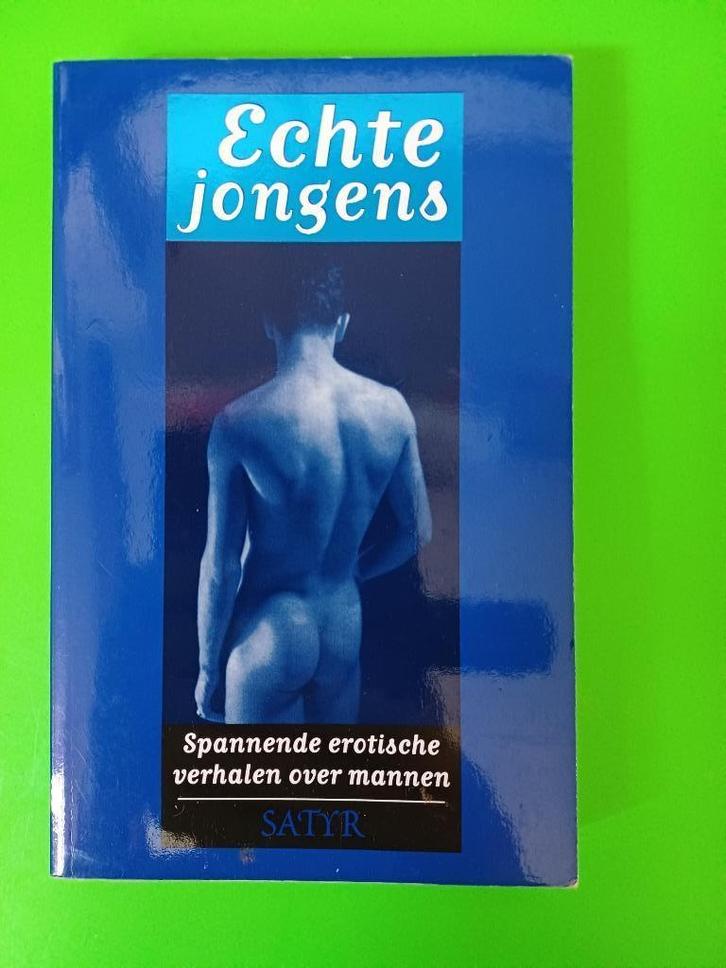 Echte
jongens
Spannende erotische
verhalen over mannen
SATYR